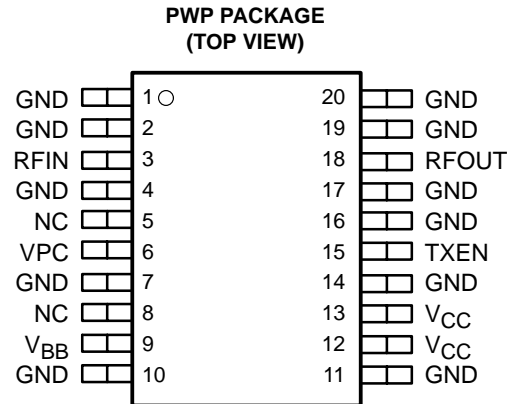 PWP PACKAGE
(TOP VIEW)
GND 1 20 GND
GND 2 19 GND
RFIN 3 18 RFOUT
GND 4 17 GND
NC 5 16 GND
VPC 6 15 TXEN
GND 7 14 GND
NC 8 13 VCC
VBB 9 12 VCC
GND 10 11 GND